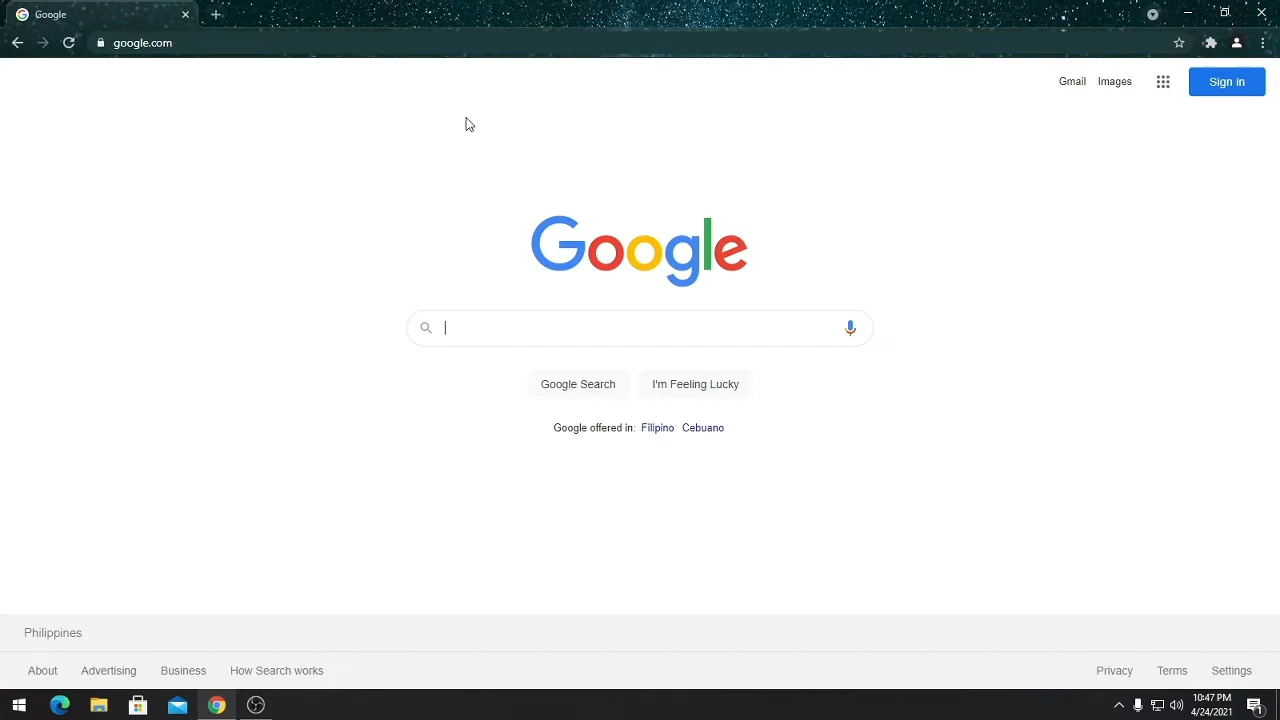 Google
google.com
Gmail Images Sign in
Google
Google Search I'm Feeling Lucky
Google offered in: Filipino Cebuano
Philippines
About Advertising Business How Search works Privacy Terms Settings
10:47 PM
4/24/2021
1